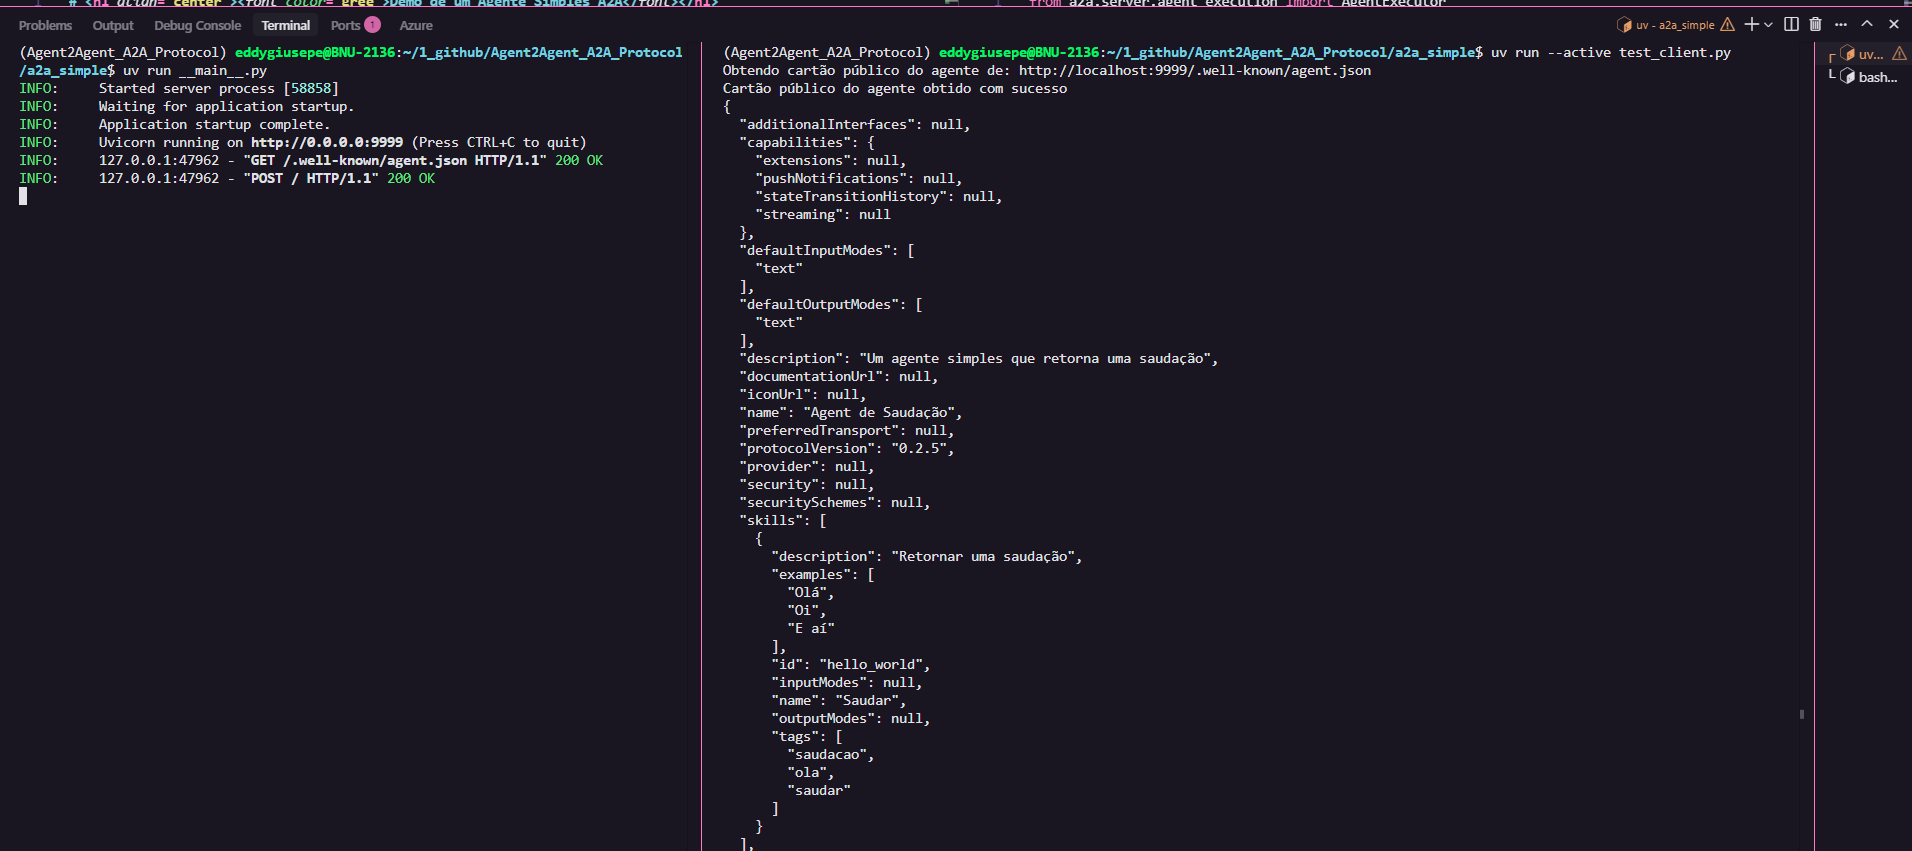 # <h1 align="center"><font color="gree">Demo de um Agente Simples A2A</font></h1>
from a2a.server.agent_execution import AgentExecutor
Problems Output Debug Console Terminal Ports 1 Azure
uv - a2a_simple
(Agent2Agent_A2A_Protocol) eddygiusepe@BNU-2136:~/1_github/Agent2Agent_A2A_Protocol
/a2a_simple$ uv run __main__.py
INFO: Started server process [58858]
INFO: Waiting for application startup.
INFO: Application startup complete.
INFO: Uvicorn running on http://0.0.0.0:9999 (Press CTRL+C to quit)
INFO: 127.0.0.1:47962 - "GET /.well-known/agent.json HTTP/1.1" 200 OK
INFO: 127.0.0.1:47962 - "POST / HTTP/1.1" 200 OK
(Agent2Agent_A2A_Protocol) eddygiusepe@BNU-2136:~/1_github/Agent2Agent_A2A_Protocol/a2a_simple$ uv run --active test_client.py
Obtendo cartão público do agente de: http://localhost:9999/.well-known/agent.json
Cartão público do agente obtido com sucesso
{
"additionalInterfaces": null,
"capabilities": {
"extensions": null,
"pushNotifications": null,
"stateTransitionHistory": null,
"streaming": null
},
"defaultInputModes": [
"text"
],
"defaultOutputModes": [
"text"
],
"description": "Um agente simples que retorna uma saudação",
"documentationUrl": null,
"iconUrl": null,
"name": "Agent de Saudação",
"preferredTransport": null,
"protocolVersion": "0.2.5",
"provider": null,
"security": null,
"securitySchemes": null,
"skills": [
{
"description": "Retornar uma saudação",
"examples": [
"Olá",
"Oi",
"E aí"
],
"id": "hello_world",
"inputModes": null,
"name": "Saudar",
"outputModes": null,
"tags": [
"saudacao",
"ola",
"saudar"
]
}
],
uv...
bash...